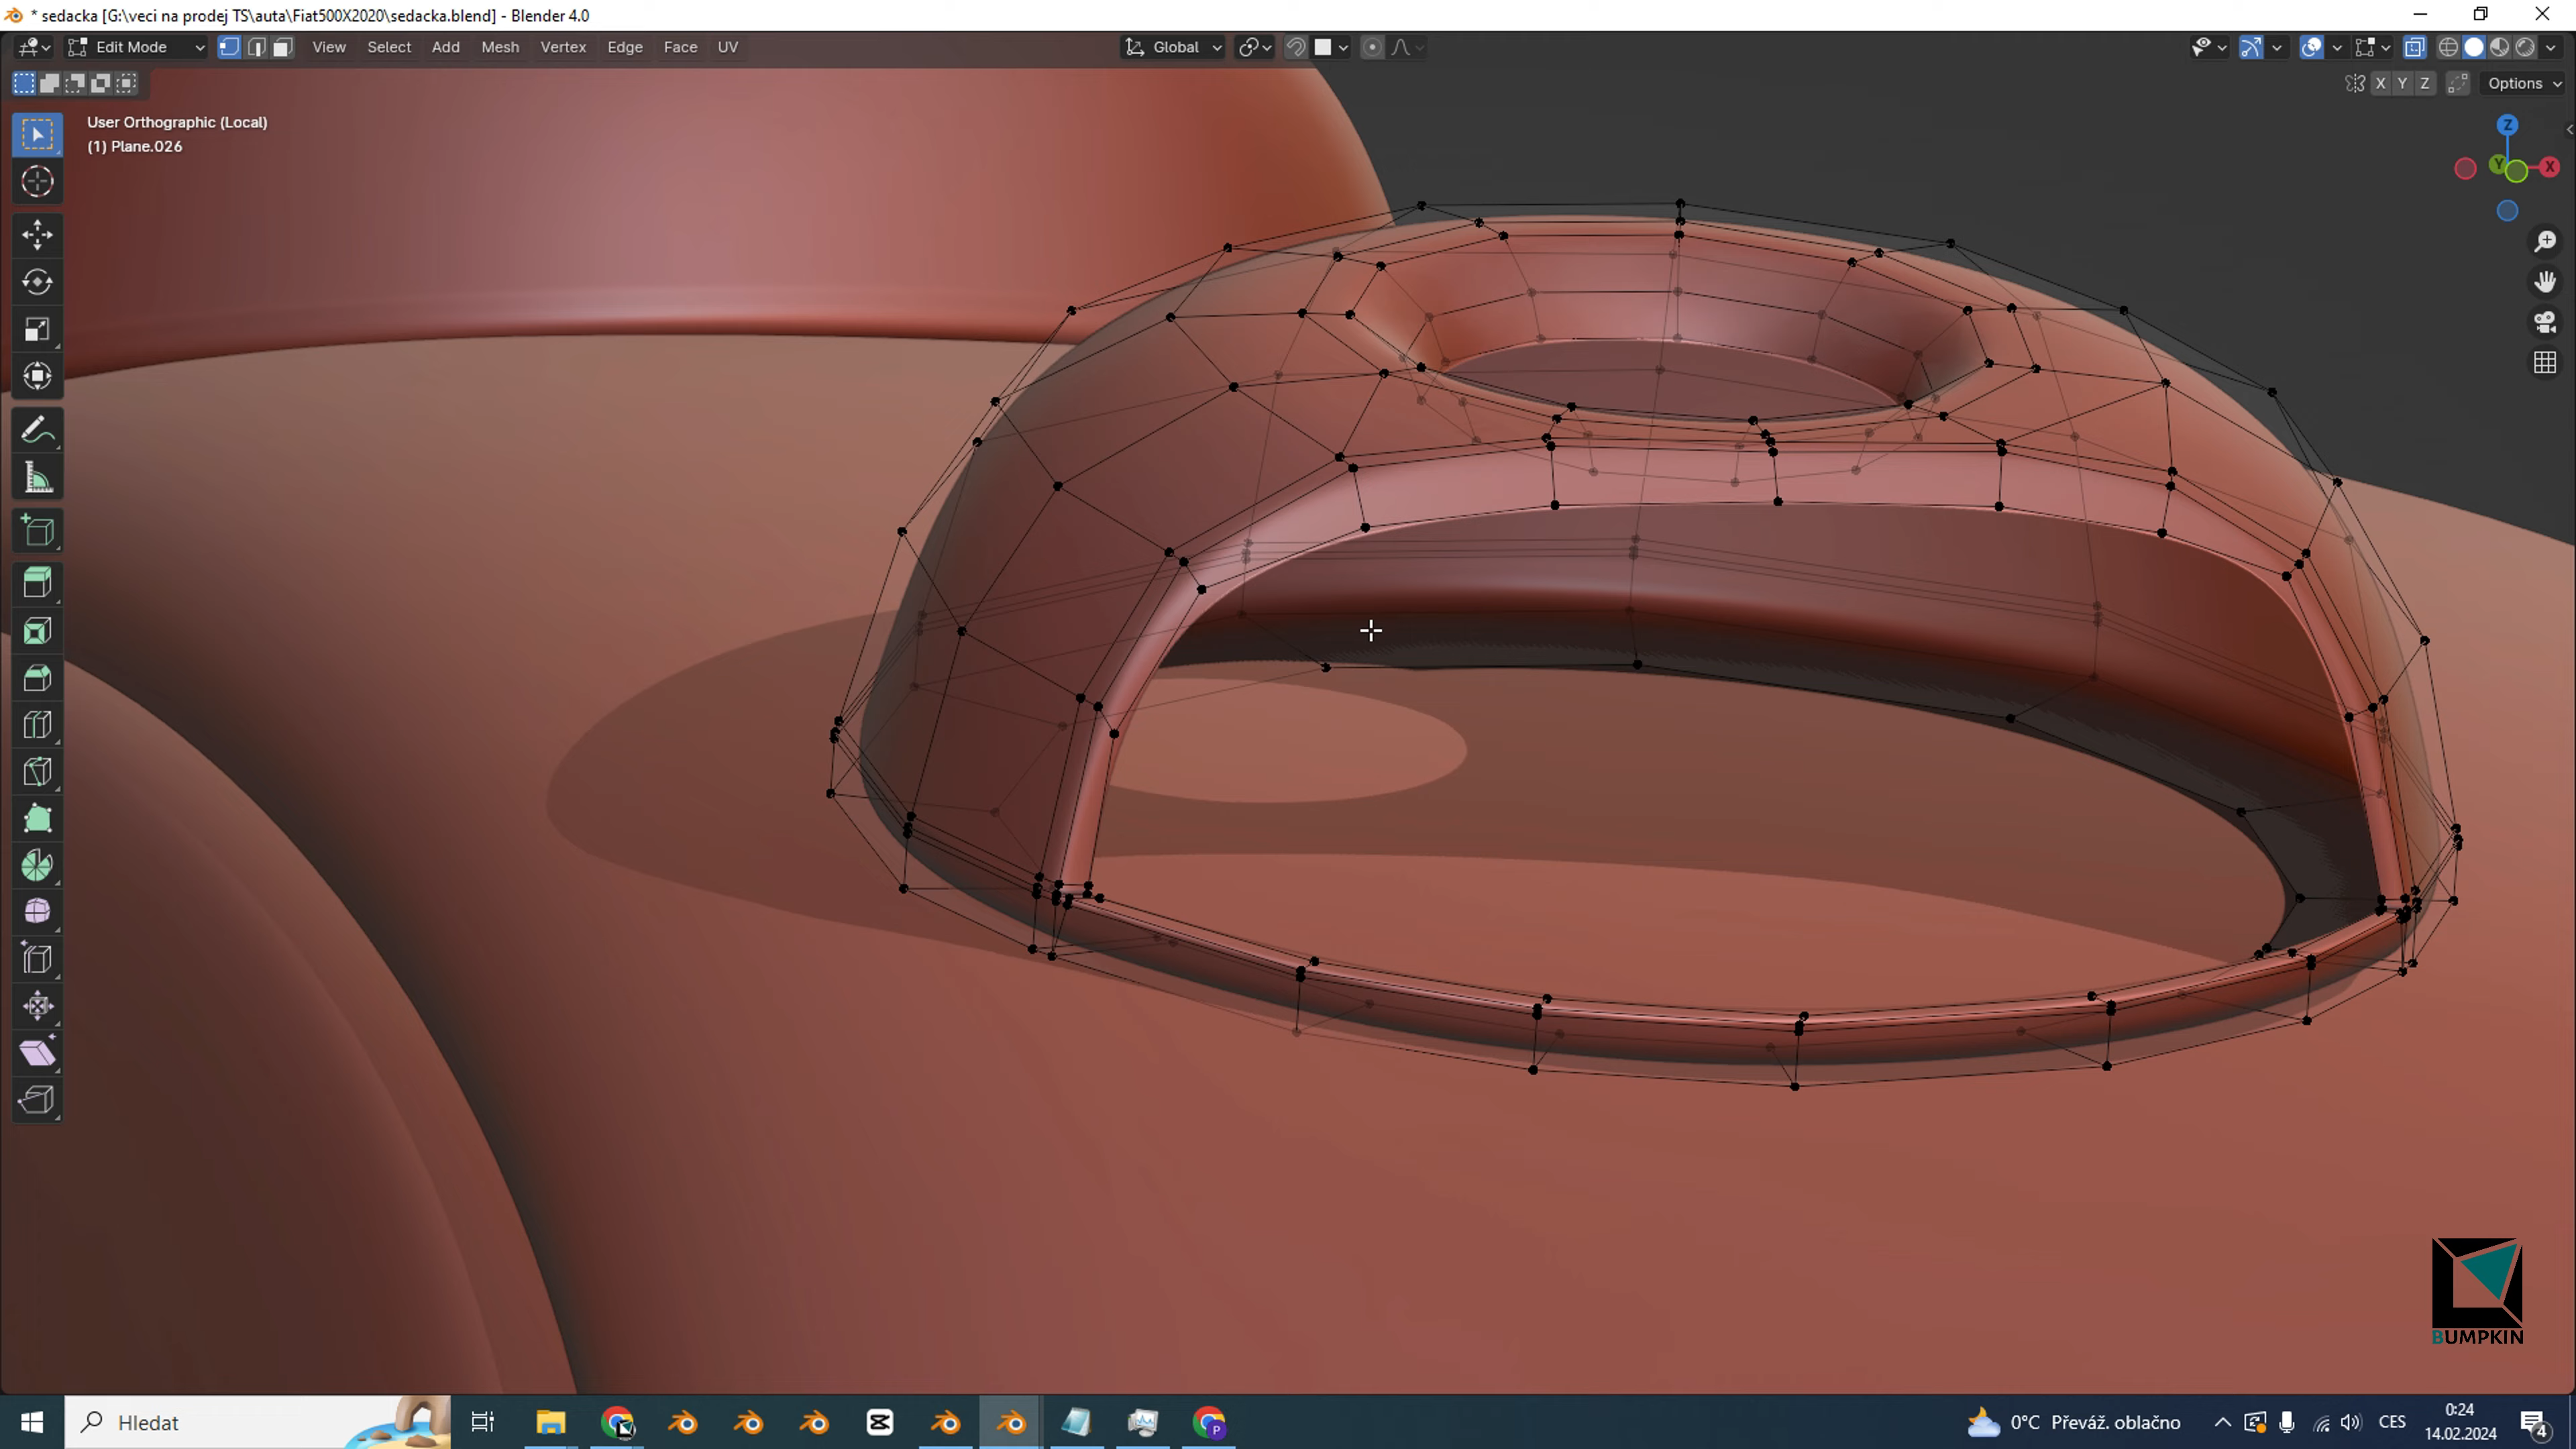 * sedacka [G:\veci na prodej TS\auta\Fiat500X2020\sedacka.blend] - Blender 4.0
Edit Mode View Select Add Mesh Vertex Edge Face UV Global
X Y Z Options
User Orthographic (Local)
(1) Plane.026
Z
Y X
BUMPKIN
Hledat
0°C Převáž. oblačno CES 0:24
14.02.2024 4
P